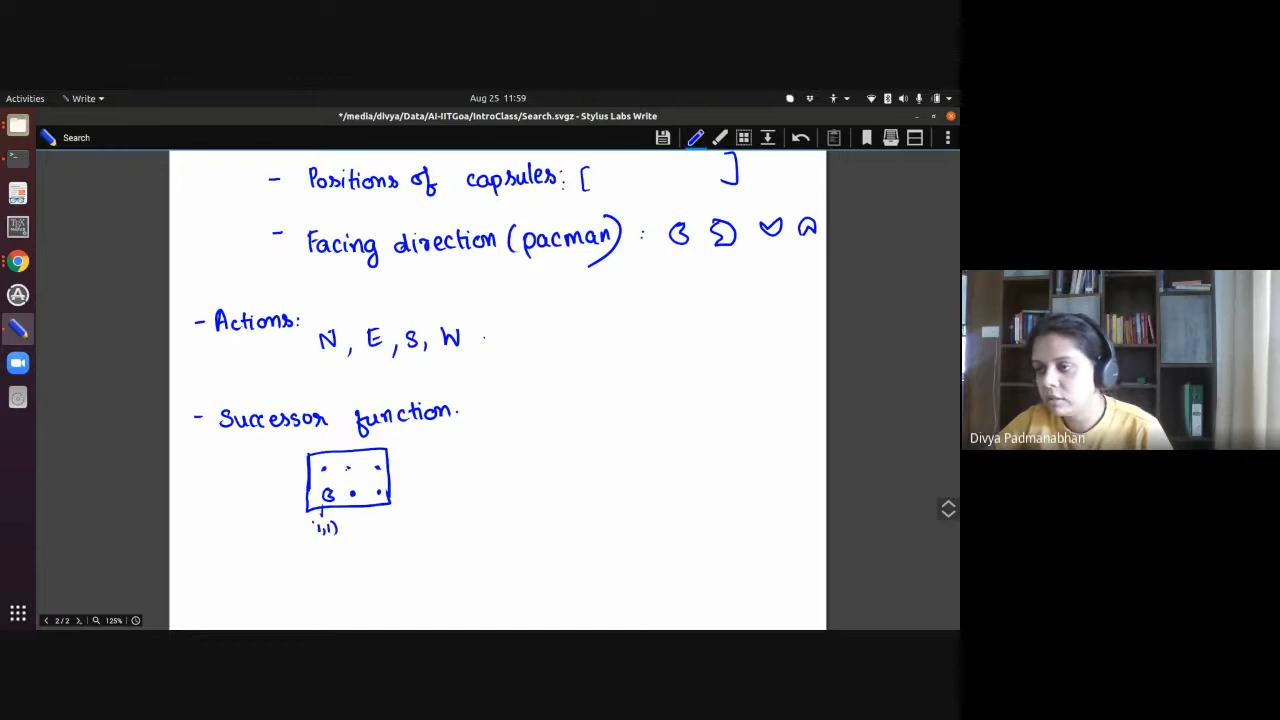 Activities
Write
Aug 25 11:59
*/media/divya/Data/AI-IITGoa/IntroClass/Search.svgz - Stylus Labs Write
Search
- Positions of capsules: [ ]
- Facing direction (pacman) :
- Actions:
N, E, S, W
- Successor function.
1,1)
Divya Padmanabhan
2/2 125%